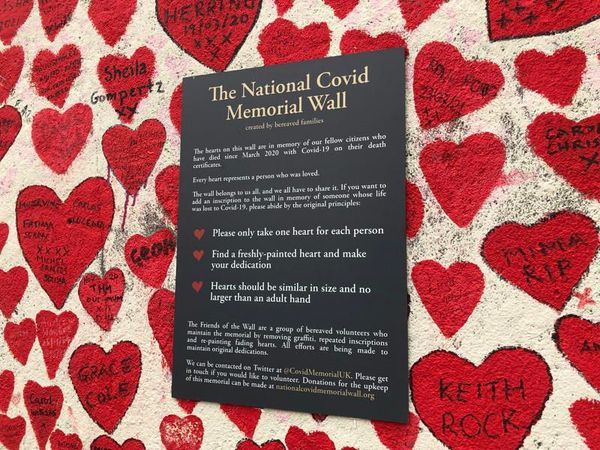 HERRING
19/03/20
XX
Sheila
Gompertz
XX
The National Covid
Memorial Wall
created by bereaved families
The hearts on this wall are in memory of our fellow citizens who
have died since March 2020 with Covid-19 on their death
certificates.
Every heart represents a person who was loved.
The wall belongs to us all, and we all have to share it. If you want to
add an inscription to the wall in memory of someone whose life
was lost to Covid-19, please abide by the original principles:
Please only take one heart for each person
Find a freshly-painted heart and make
your dedication
Hearts should be similar in size and no
larger than an adult hand
The Friends of the Wall are a group of bereaved volunteers who
maintain the memorial by removing graffiti, repeated inscriptions
and re-painting fading hearts. All efforts are being made to
maintain original dedications.
We can be contacted on Twitter at @CovidMemorialUK. Please get
in touch if you would like to volunteer. Donations for the upkeep
of this memorial can be made at nationalcovidmemorialwall.org
MIMIA
RIP
GRACE
COLE
KEITH
ROCK